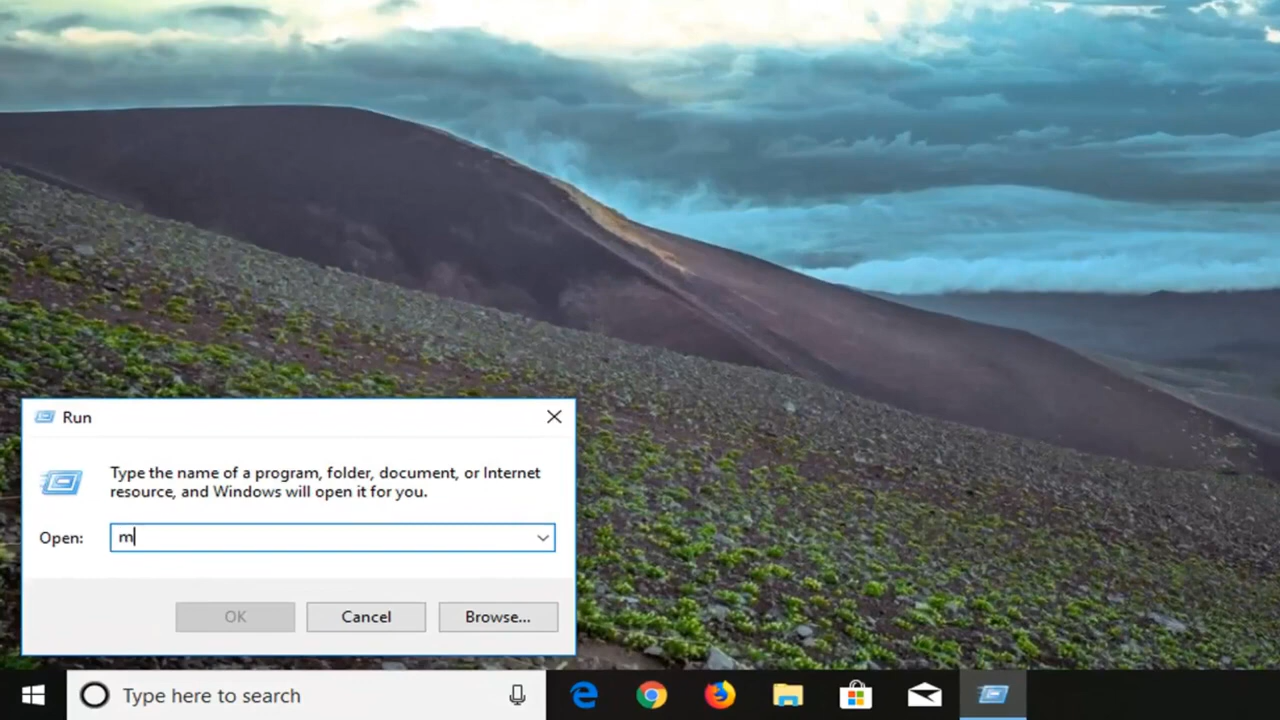 Run
Type the name of a program, folder, document, or Internet
resource, and Windows will open it for you.
Open: m
OK Cancel Browse...
Type here to search